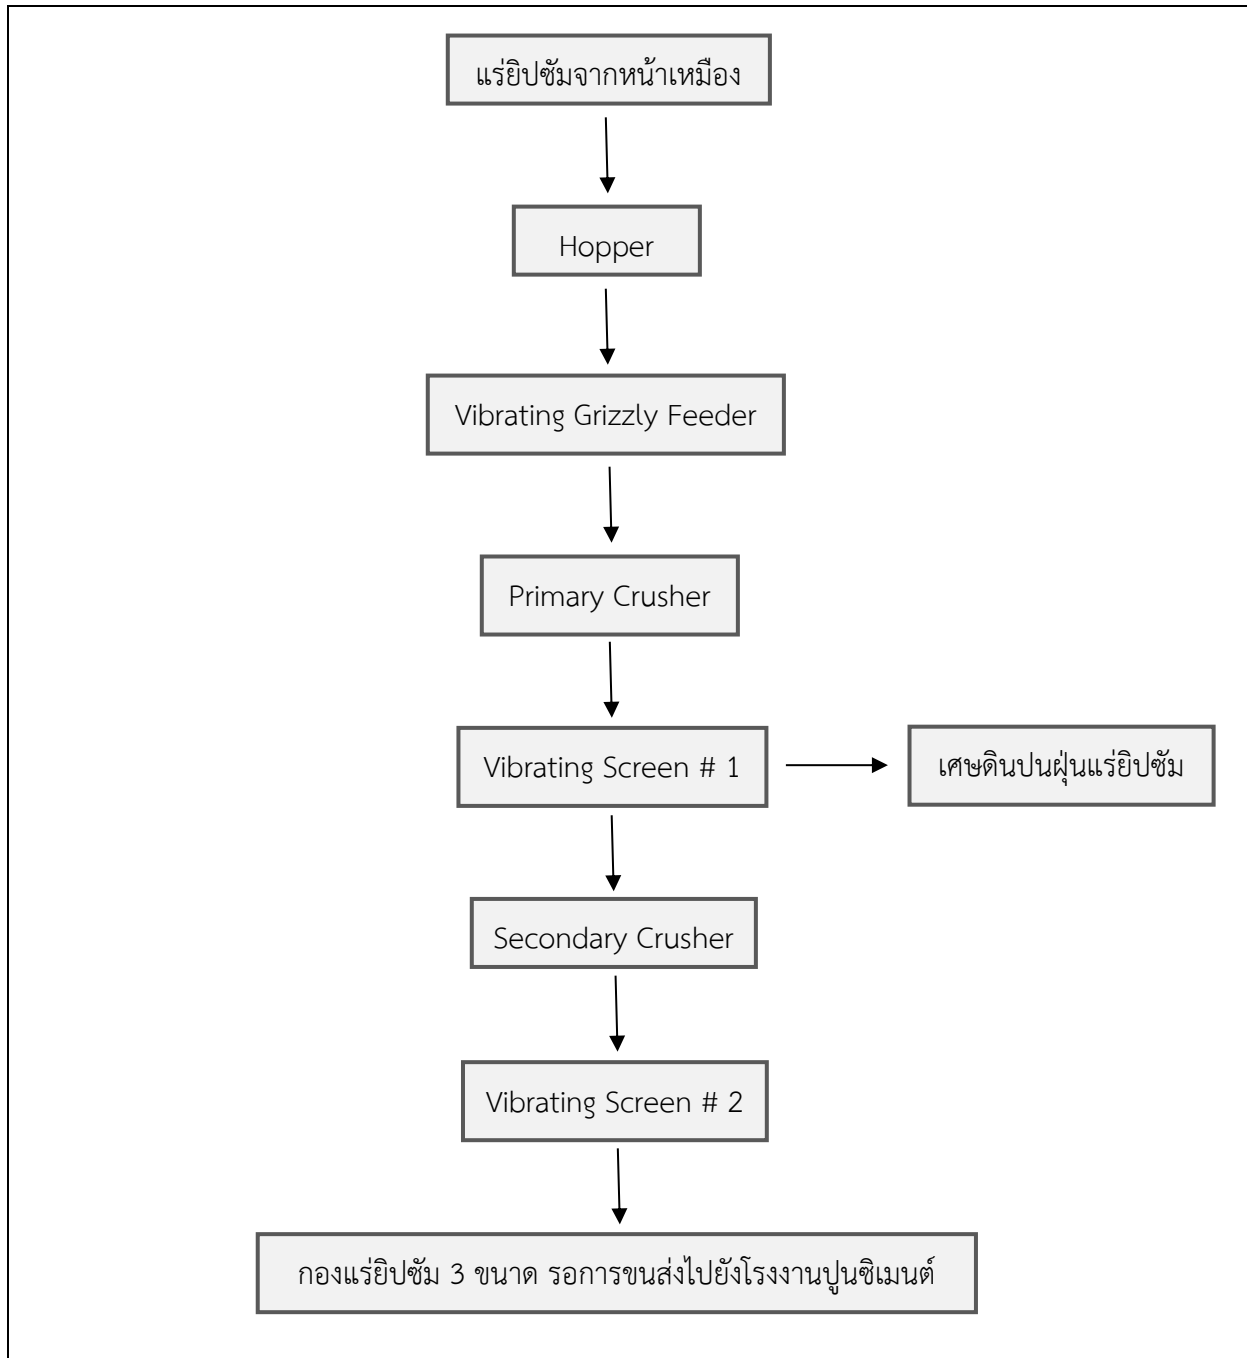 แร่ยิปซัมจากหน้าเหมือง
Hopper
Vibrating Grizzly Feeder
Primary Crusher
Vibrating Screen # 1
เศษดินปนฝุ่นแร่ยิปซัม
Secondary Crusher
Vibrating Screen # 2
กองแร่ยิปซัม 3 ขนาด รอการขนส่งไปยังโรงงานปูนซิเมนต์